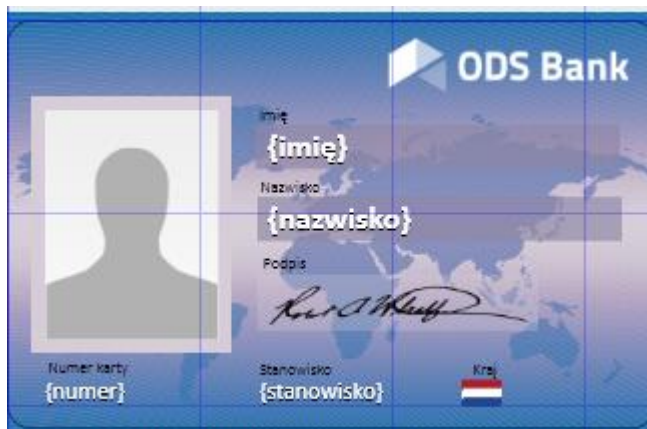 ODS Bank
Imię
{imię}
Nazwisko
{nazwisko}
Podpis
Numer karty
{numer}
Stanowisko
{stanowisko}
Kraj